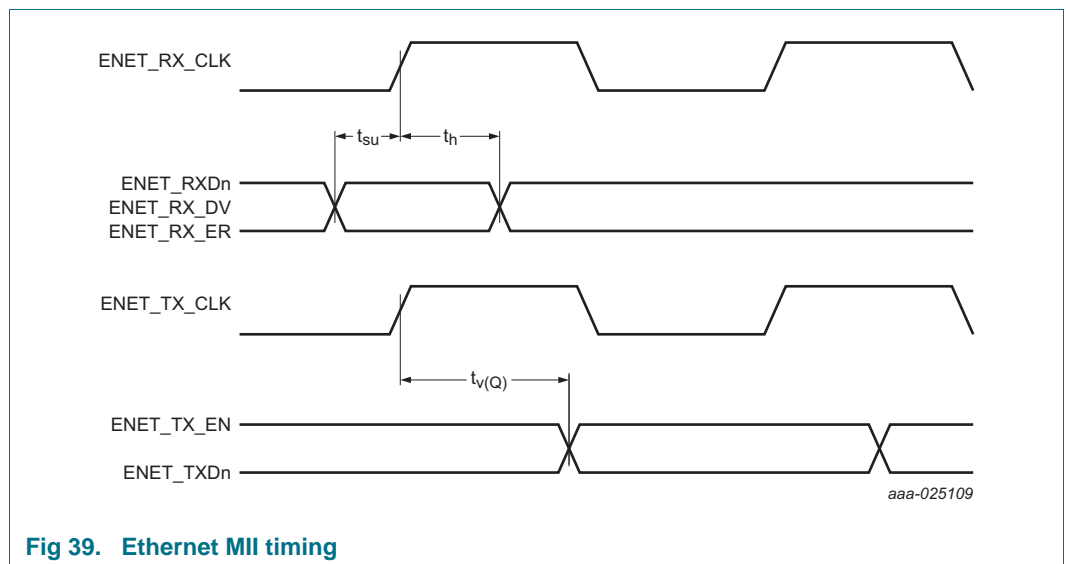 ENET_RX_CLK
tsu
th
ENET_RXDn
ENET_RX_DV
ENET_RX_ER
ENET_TX_CLK
tv(Q)
ENET_TX_EN
ENET_TXDn
aaa-025109
Fig 39. Ethernet MII timing